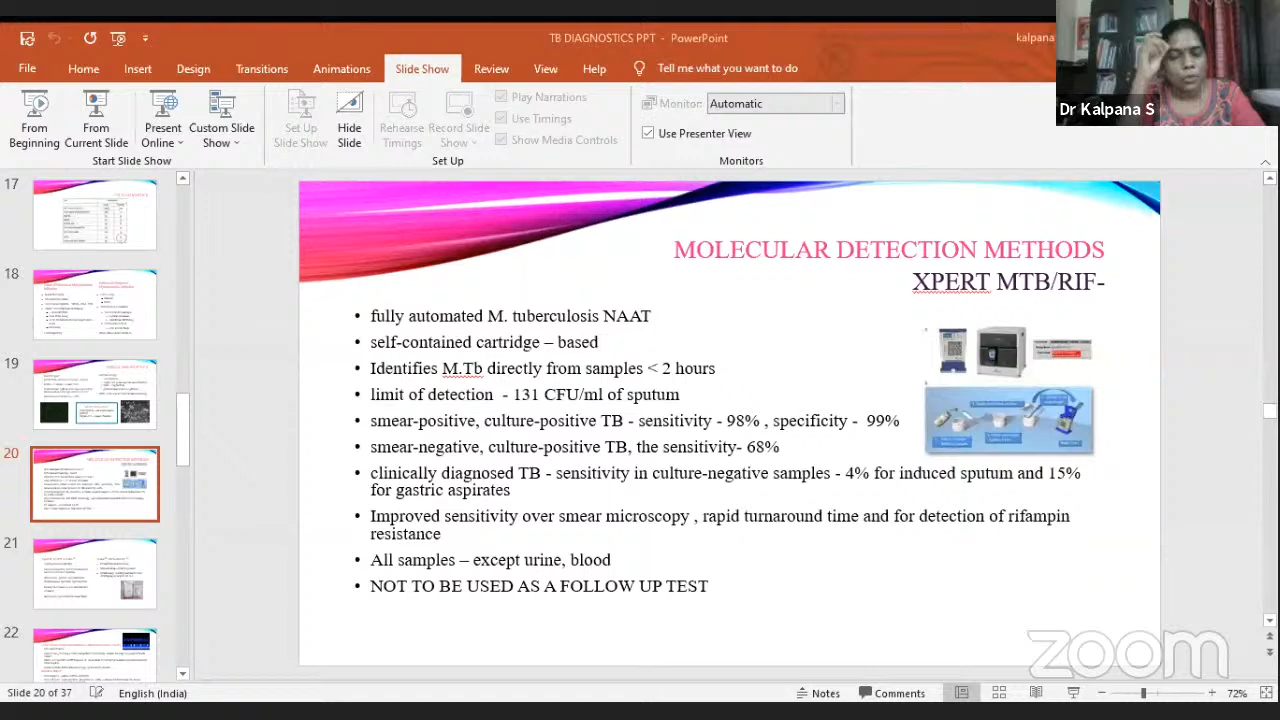 TB DIAGNOSTICS PPT - PowerPoint
kalpana
File Home Insert Design Transitions Animations Slide Show Review View Help Tell me what you want to do
From Beginning
From Current Slide
Present Online
Custom Slide Show
Start Slide Show
Set Up Slide Show
Hide Slide
Rehearse Timings
Record Slide Show
Play Narrations
Use Timings
Show Media Controls
Set Up
Monitor: Automatic
Use Presenter View
Monitors
Dr Kalpana S
17
18
19
20
21
22
MOLECULAR DETECTION METHODS
XPERT MTB/RIF-
• fully automated M. tuberculosis NAAT
• self-contained cartridge – based
• Identifies M.Tb directly from samples < 2 hours
• limit of detection - 131 CFU/ml of sputum
• smear-positive, culture-positive TB - sensitivity - 98% , specificity - 99%
• smear-negative, culture-positive TB, the sensitivity- 68%
• clinically diagnosed TB - sensitivity in culture-negative samples - 4% for induced sputum and 15%
for gastric aspirates
• Improved sensitivity over smear microscopy , rapid turnaround time and for detection of rifampin
resistance
• All samples – except urine, blood
• NOT TO BE USED AS A FOLLOW UP TEST
zoom
Slide 20 of 37 English (India) Notes Comments 72%